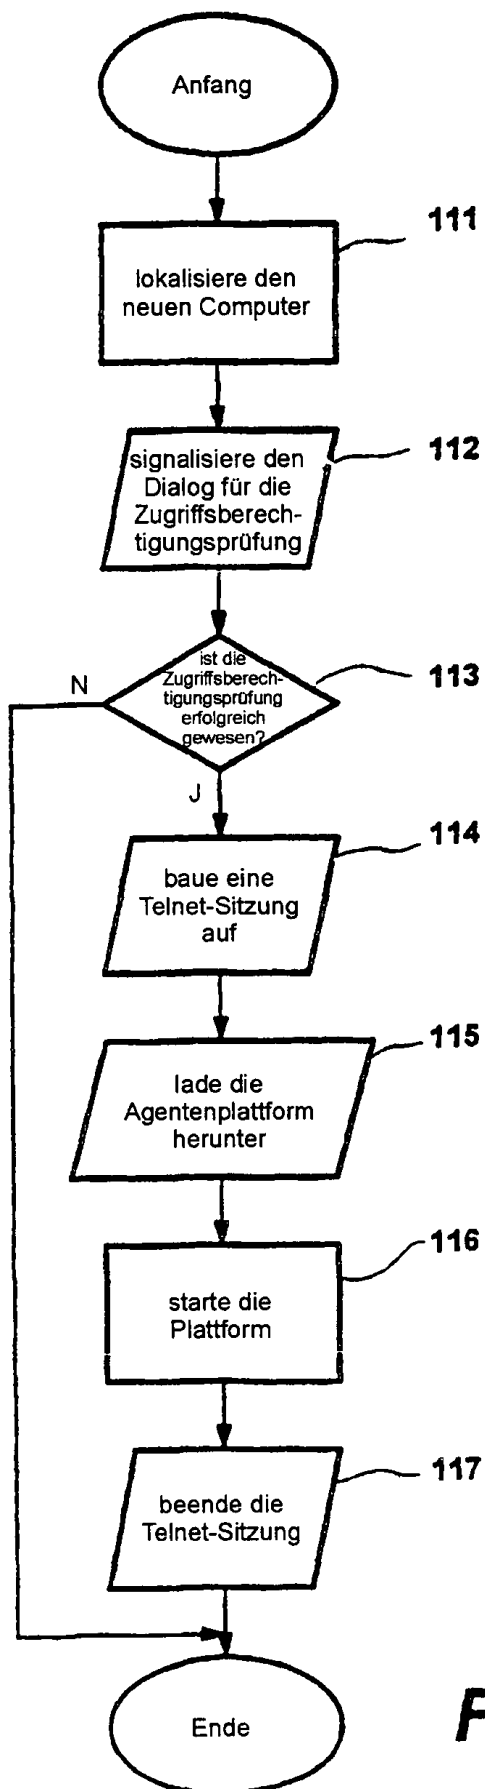 Anfang
111
lokalisiere den
neuen Computer
112
signalisiere den
Dialog für die
Zugriffsberech-
tigungsprüfung
113
ist die
Zugriffsberech-
tigungsprüfung
erfolgreich
gewesen?
N
J
114
baue eine
Telnet-Sitzung
auf
115
lade die
Agentenplattform
herunter
116
starte die
Plattform
117
beende die
Telnet-Sitzung
Ende